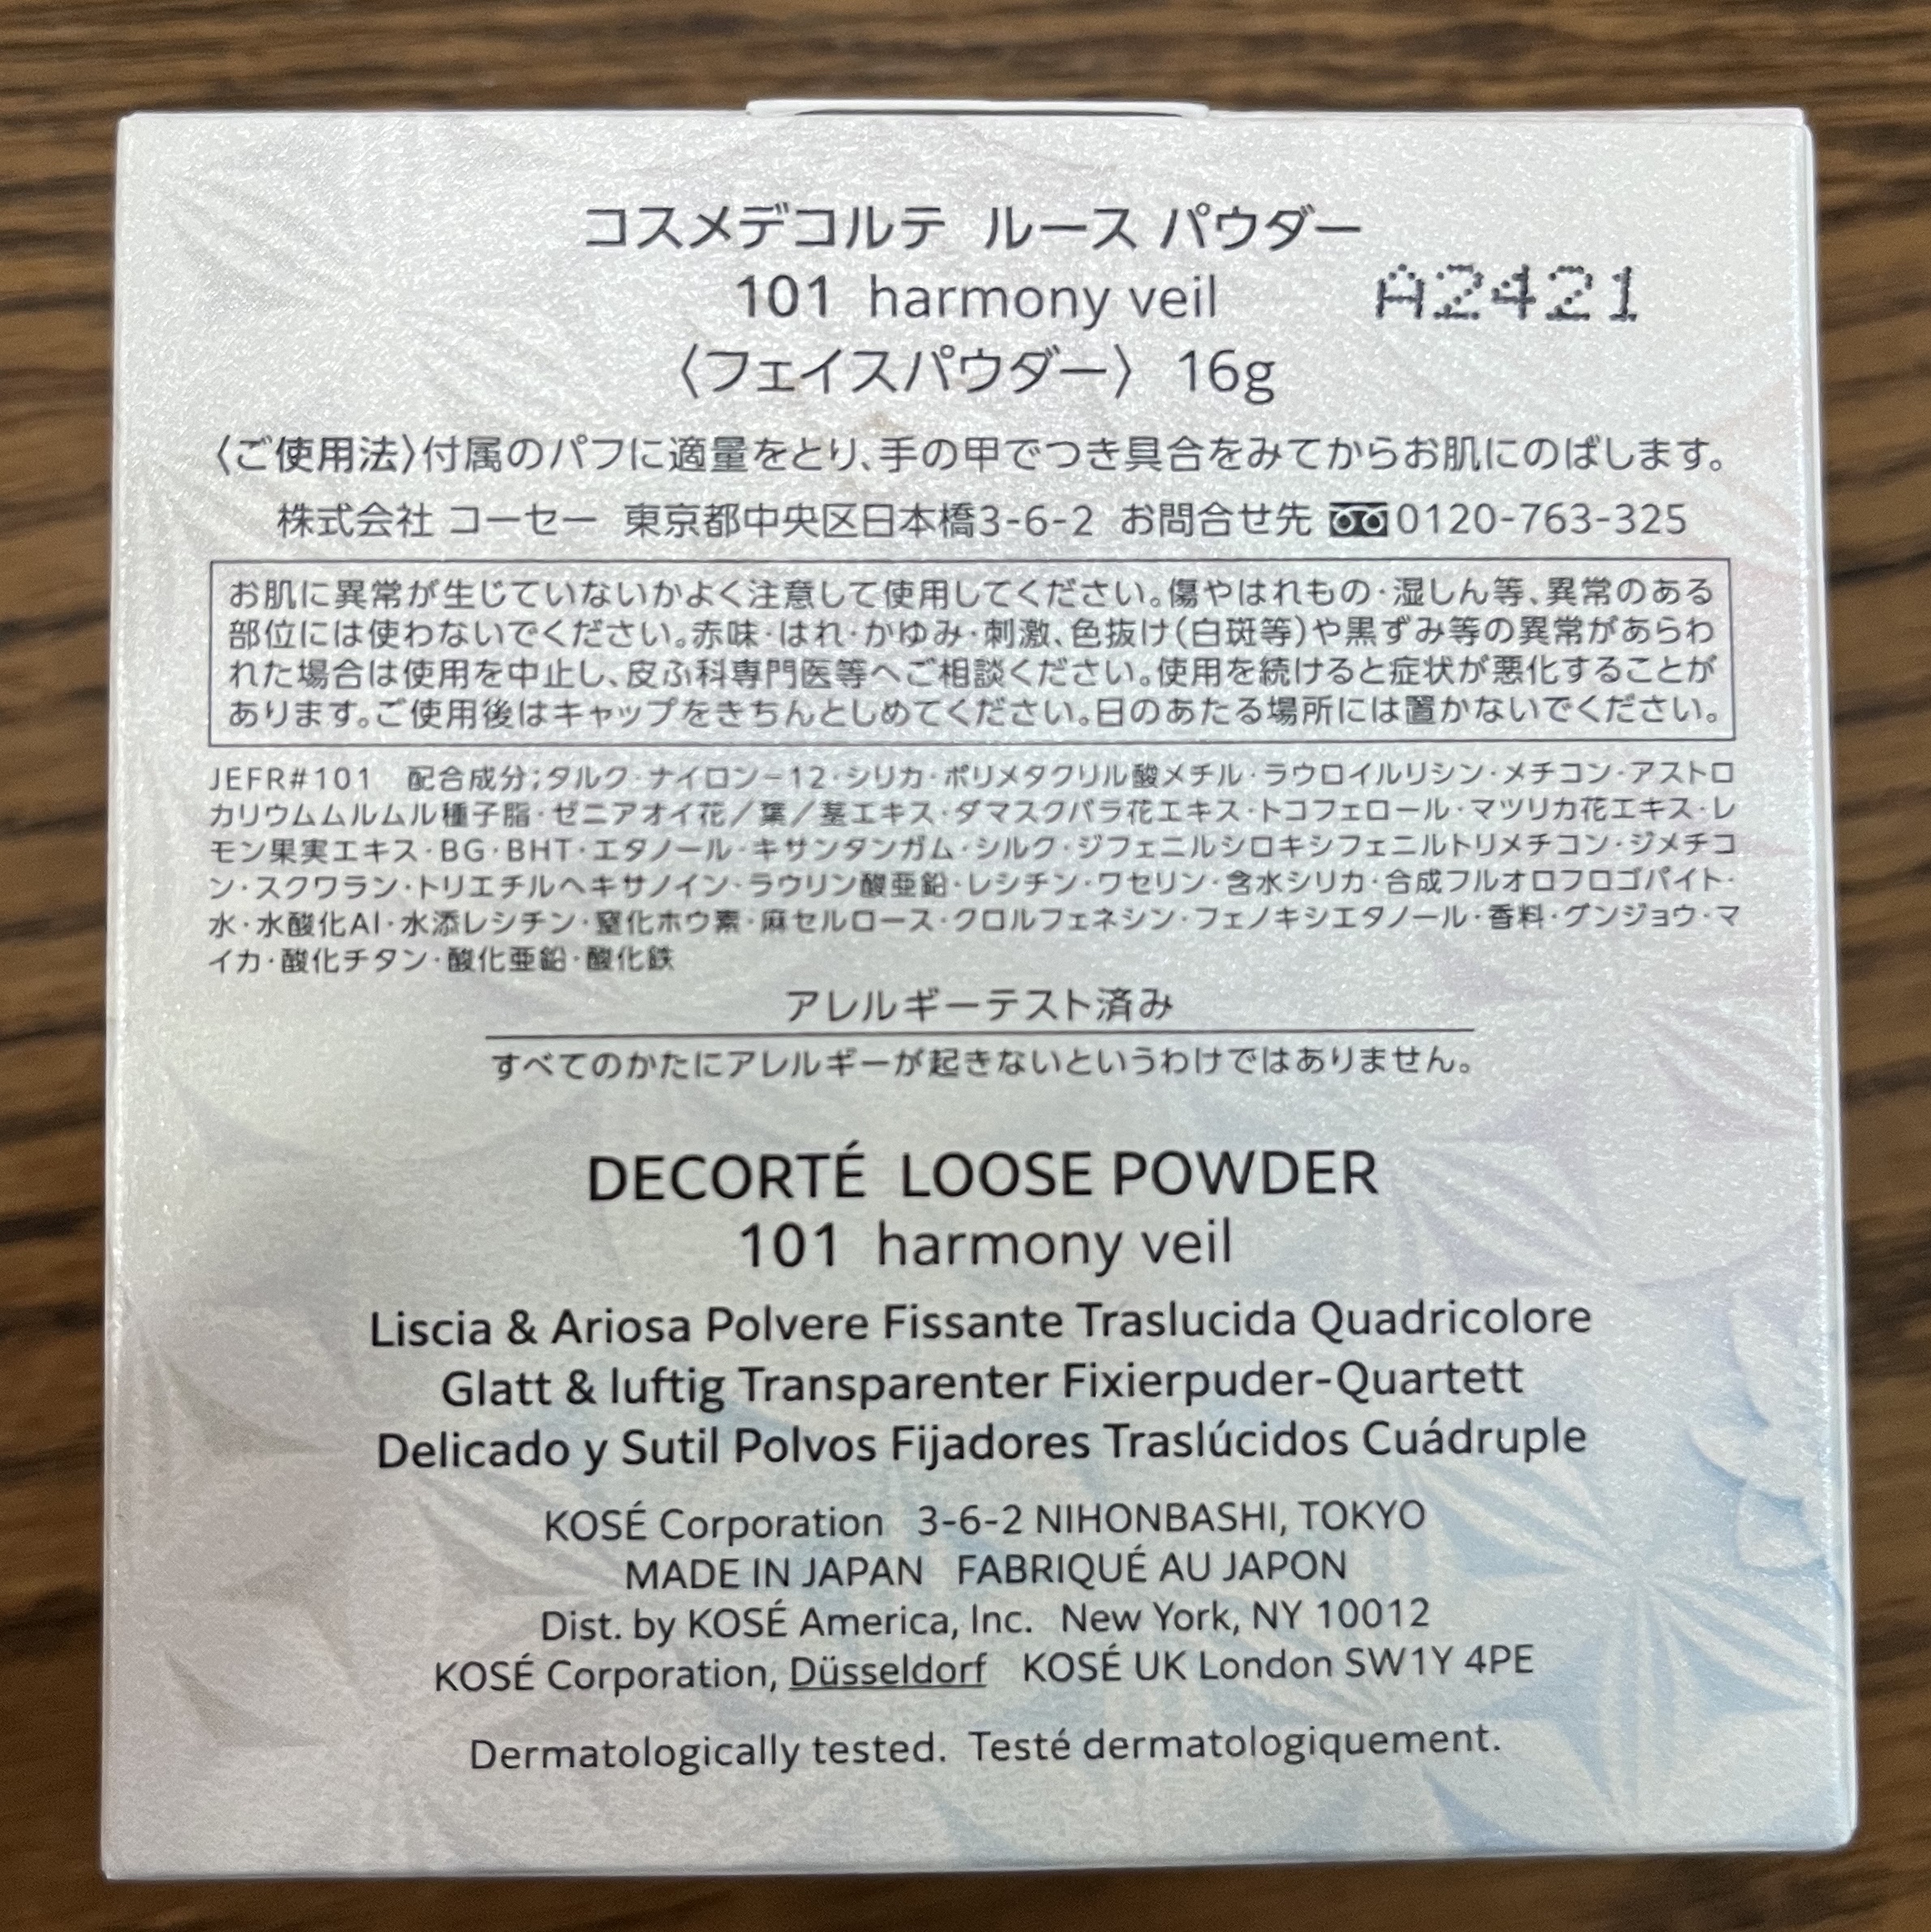 コスメデコルテ ルース パウダー
101 harmony veil
A2421
〈フェイスパウダー〉 16g
〈ご使用法〉付属のパフに適量をとり、手の甲でつき具合をみてからお肌にのばします。
株式会社 コーセー 東京都中央区日本橋3-6-2 お問合せ先 0120-763-325
お肌に異常が生じていないかよく注意して使用してください。傷やはれもの・湿しん等、異常のある
部位には使わないでください。赤味・はれ・かゆみ・刺激、色抜け(白斑等)や黒ずみ等の異常があらわ
れた場合は使用を中止し、皮ふ科専門医等へご相談ください。使用を続けると症状が悪化することが
あります。ご使用後はキャップをきちんとしめてください。日のあたる場所には置かないでください。
JEFR#101 配合成分;タルク・ナイロン-12・シリカ・ポリメタクリル酸メチル・ラウロイルリシン・メチコン・アストロ
カリウムムルムル種子脂・ゼニアオイ花/葉/茎エキス・ダマスクバラ花エキス・トコフェロール・マツリカ花エキス・レ
モン果実エキス・BG・BHT・エタノール・キサンタンガム・シルク・ジフェニルシロキシフェニルトリメチコン・ジメチコ
ン・スクワラン・トリエチルヘキサノイン・ラウリン酸亜鉛・レシチン・ワセリン・含水シリカ・合成フルオロフロゴパイト・
水・水酸化Al・水添レシチン・窒化ホウ素・麻セルロース・クロルフェネシン・フェノキシエタノール・香料・グンジョウ・マ
イカ・酸化チタン・酸化亜鉛・酸化鉄
アレルギーテスト済み
すべてのかたにアレルギーが起きないというわけではありません。
DECORTÉ LOOSE POWDER
101 harmony veil
Liscia & Ariosa Polvere Fissante Traslucida Quadricolore
Glatt & luftig Transparenter Fixierpuder-Quartett
Delicado y Sutil Polvos Fijadores Traslúcidos Cuádruple
KOSÉ Corporation 3-6-2 NIHONBASHI, TOKYO
MADE IN JAPAN FABRIQUÉ AU JAPON
Dist. by KOSÉ America, Inc. New York, NY 10012
KOSÉ Corporation, Düsseldorf KOSÉ UK London SW1Y 4PE
Dermatologically tested. Testé dermatologiquement.